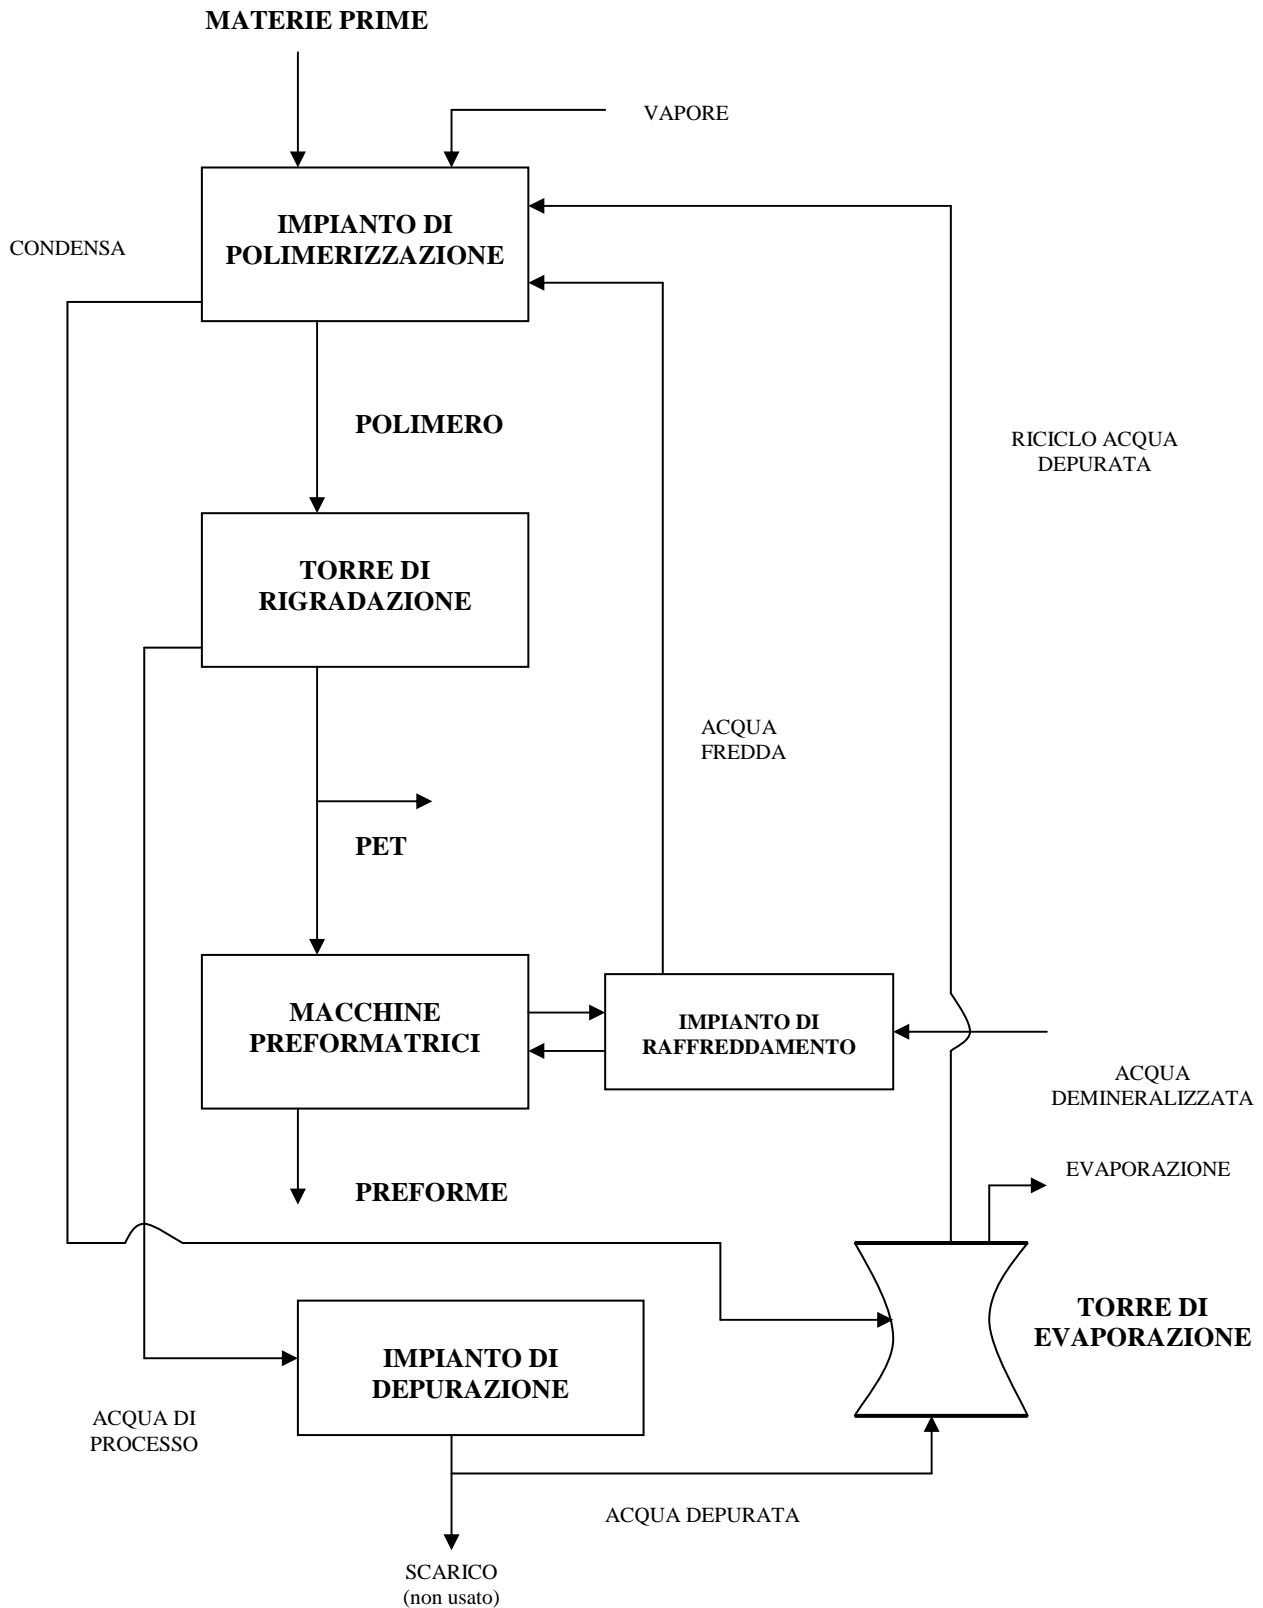 MATERIE PRIME
VAPORE
IMPIANTO DI
POLIMERIZZAZIONE
CONDENSA
POLIMERO
RICICLO ACQUA
DEPURATA
TORRE DI
RIGRADAZIONE
ACQUA
FREDDA
PET
MACCHINE
PREFORMATRICI
IMPIANTO DI
RAFFREDDAMENTO
ACQUA
DEMINERALIZZATA
EVAPORAZIONE
PREFORME
TORRE DI
EVAPORAZIONE
IMPIANTO DI
DEPURAZIONE
ACQUA DI
PROCESSO
ACQUA DEPURATA
SCARICO
(non usato)